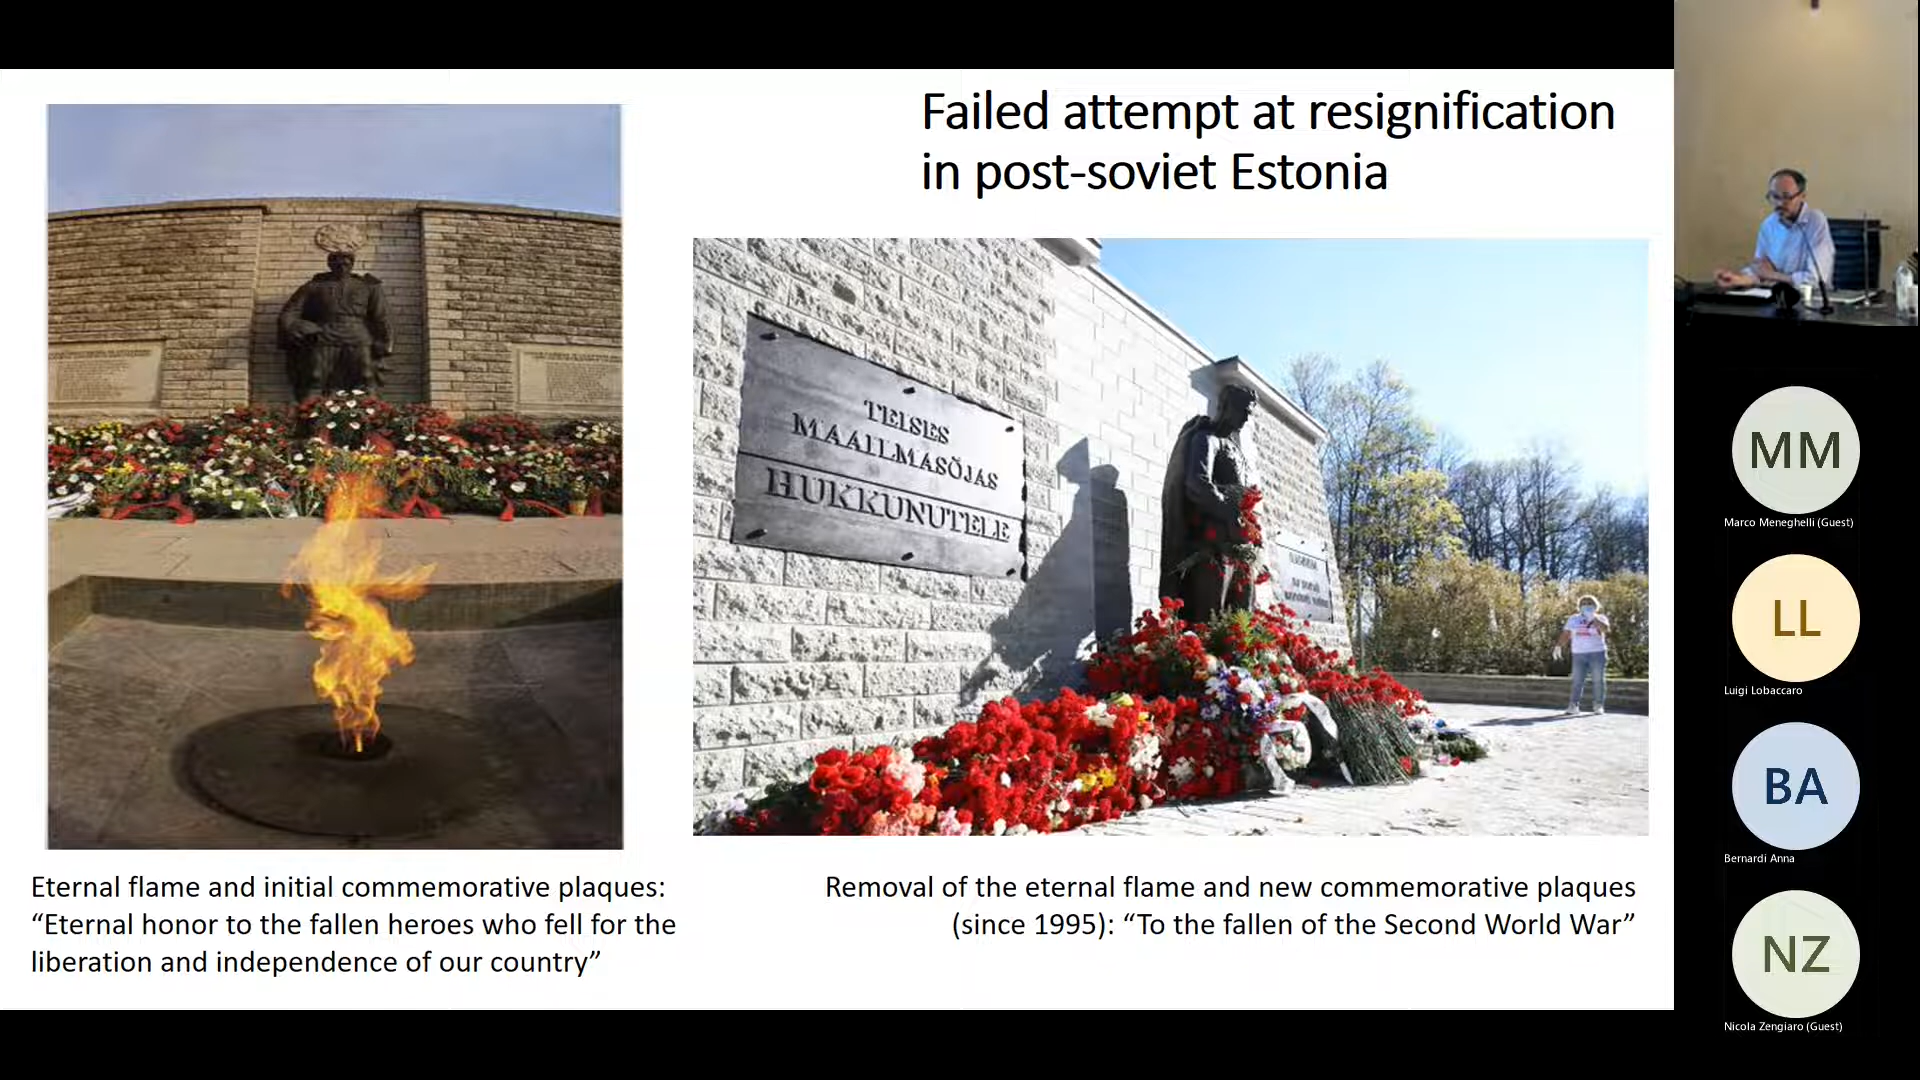 Failed attempt at resignification
in post-soviet Estonia
TEISES
MAAILMASÕJAS
HUKKUNUTELE
Eternal flame and initial commemorative plaques:
“Eternal honor to the fallen heroes who fell for the
liberation and independence of our country”
Removal of the eternal flame and new commemorative plaques
(since 1995): “To the fallen of the Second World War”
MM
Marco Meneghelli (Guest)
LL
Luigi Lobaccaro
BA
Bernardi Anna
NZ
Nicola Zengiaro (Guest)